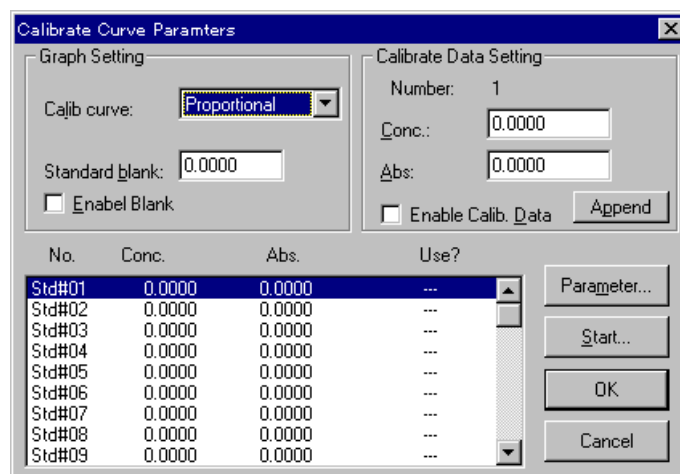 Calibrate Curve Paramters
Graph Setting
Calib curve: Proportional
Standard blank: 0.0000
Enabel Blank
Calibrate Data Setting
Number: 1
Conc.: 0.0000
Abs: 0.0000
Enable Calib. Data Append
No. Conc. Abs. Use?
Std#01 0.0000 0.0000 ---
Std#02 0.0000 0.0000 ---
Std#03 0.0000 0.0000 ---
Std#04 0.0000 0.0000 ---
Std#05 0.0000 0.0000 ---
Std#06 0.0000 0.0000 ---
Std#07 0.0000 0.0000 ---
Std#08 0.0000 0.0000 ---
Std#09 0.0000 0.0000 ---
Parameter...
Start...
OK
Cancel